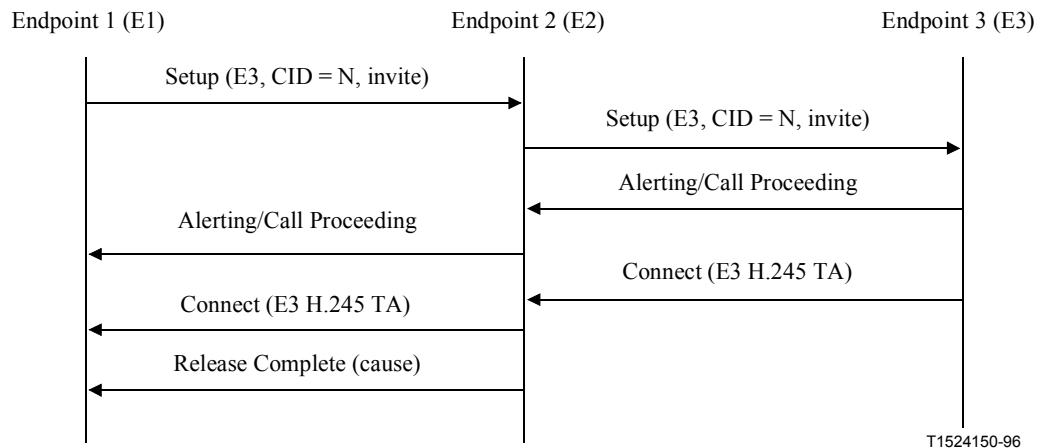 Endpoint 1 (E1)
Endpoint 2 (E2)
Endpoint 3 (E3)
Setup (E3, CID = N, invite)
Setup (E3, CID = N, invite)
Alerting/Call Proceeding
Alerting/Call Proceeding
Connect (E3 H.245 TA)
Connect (E3 H.245 TA)
Release Complete (cause)
T1524150-96